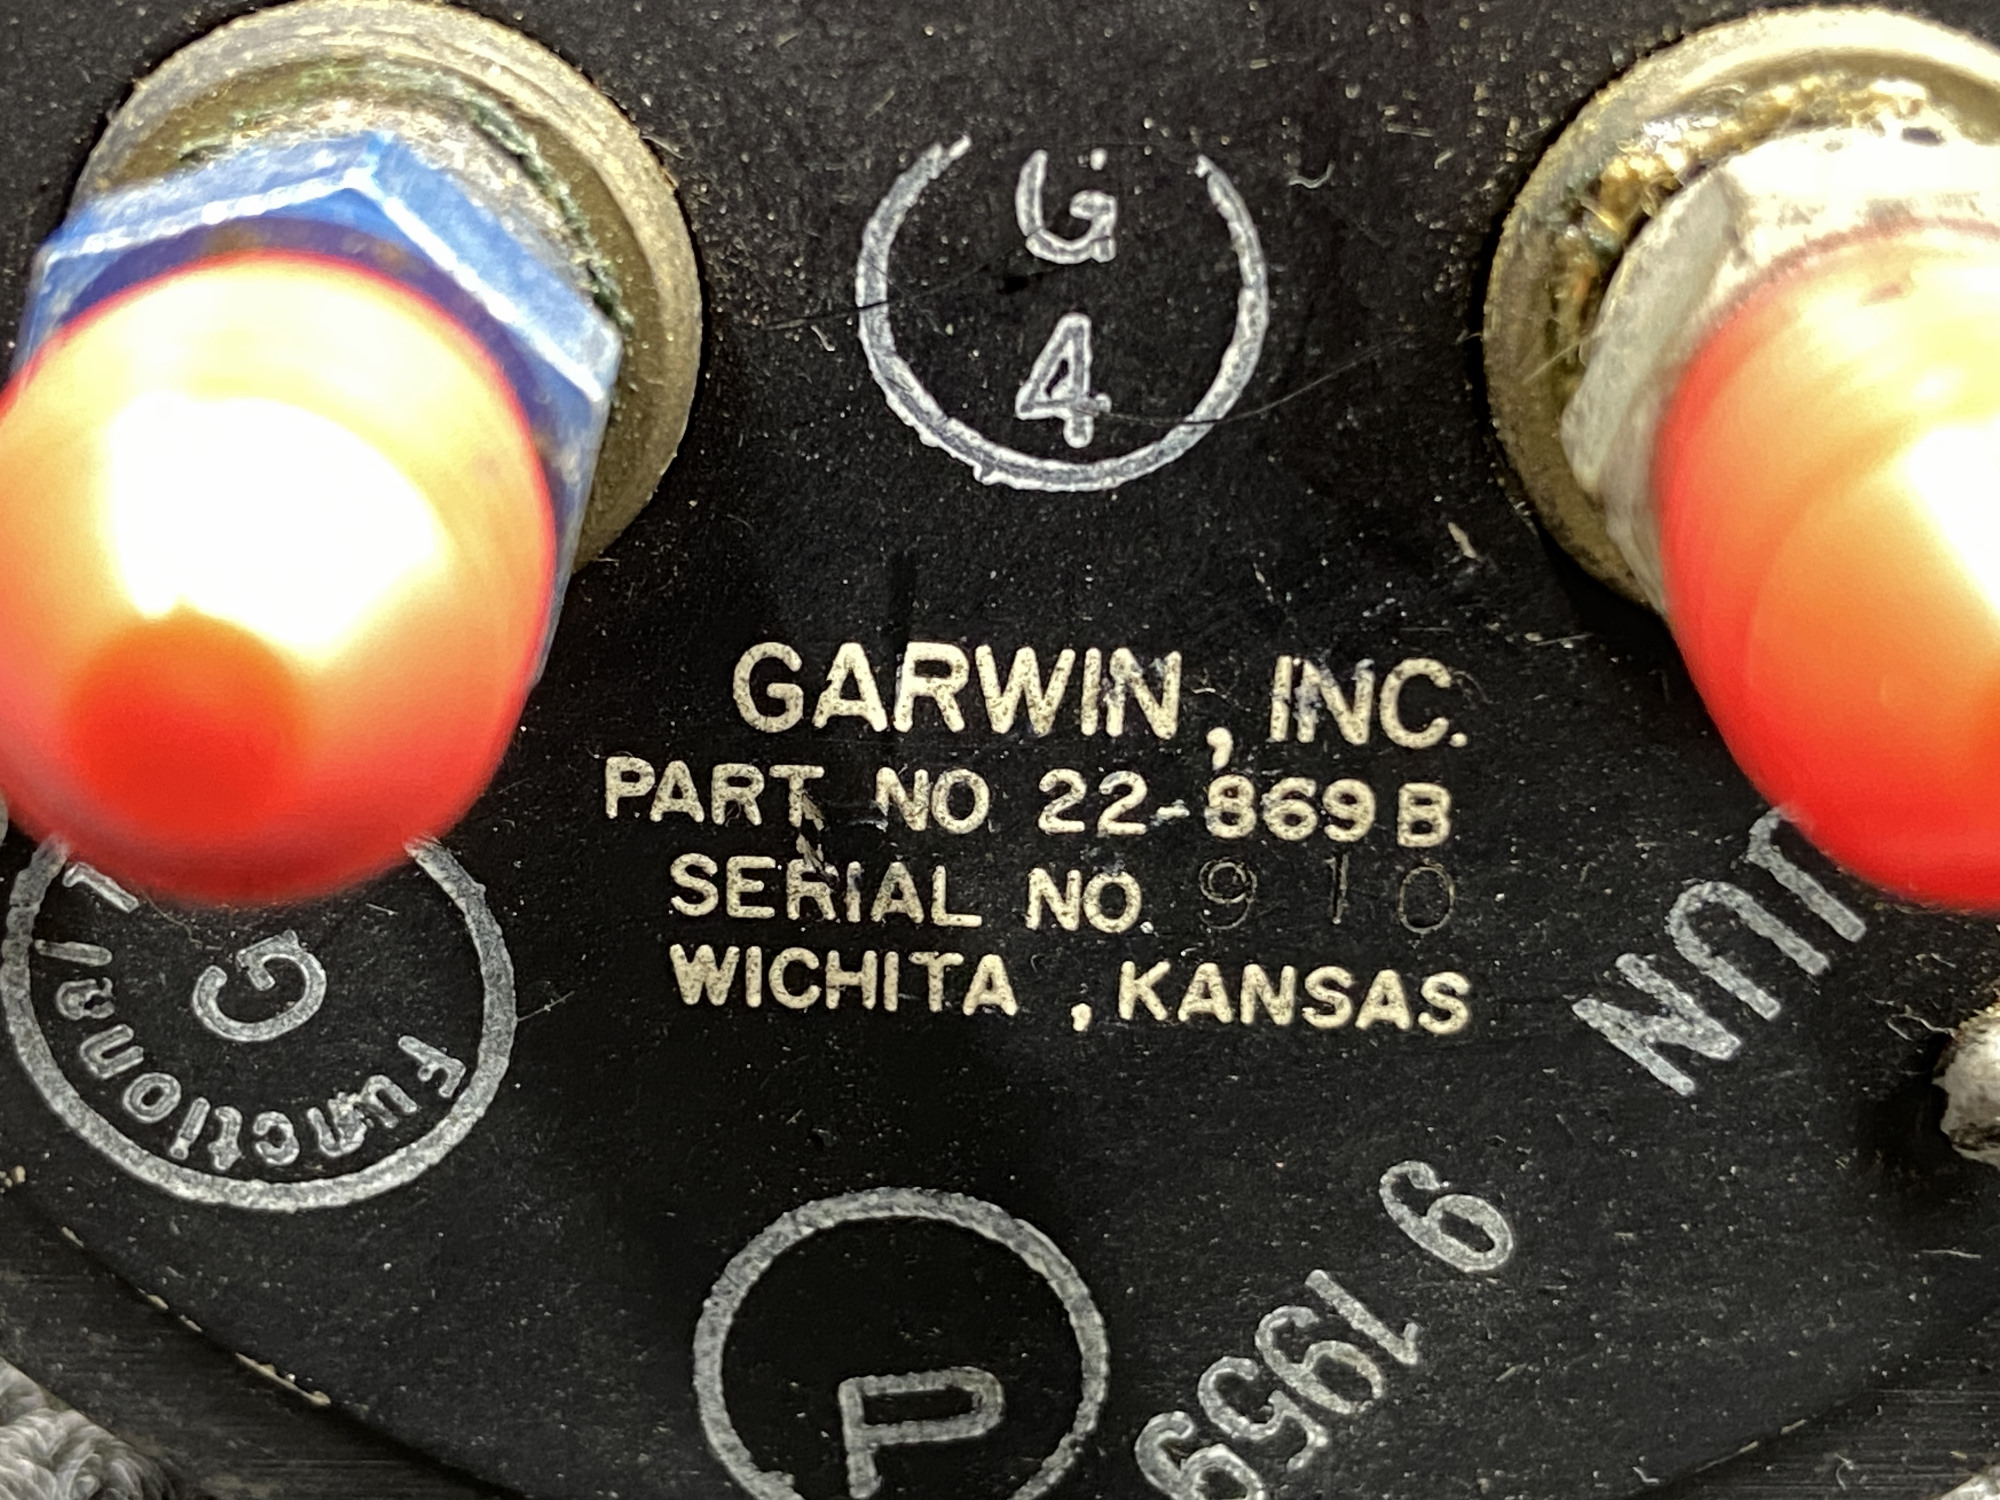 G
4
GARWIN, INC.
PART NO 22-869 B
SERIAL NO. 910
WICHITA, KANSAS
G
Functional
JUN
9 1959
P